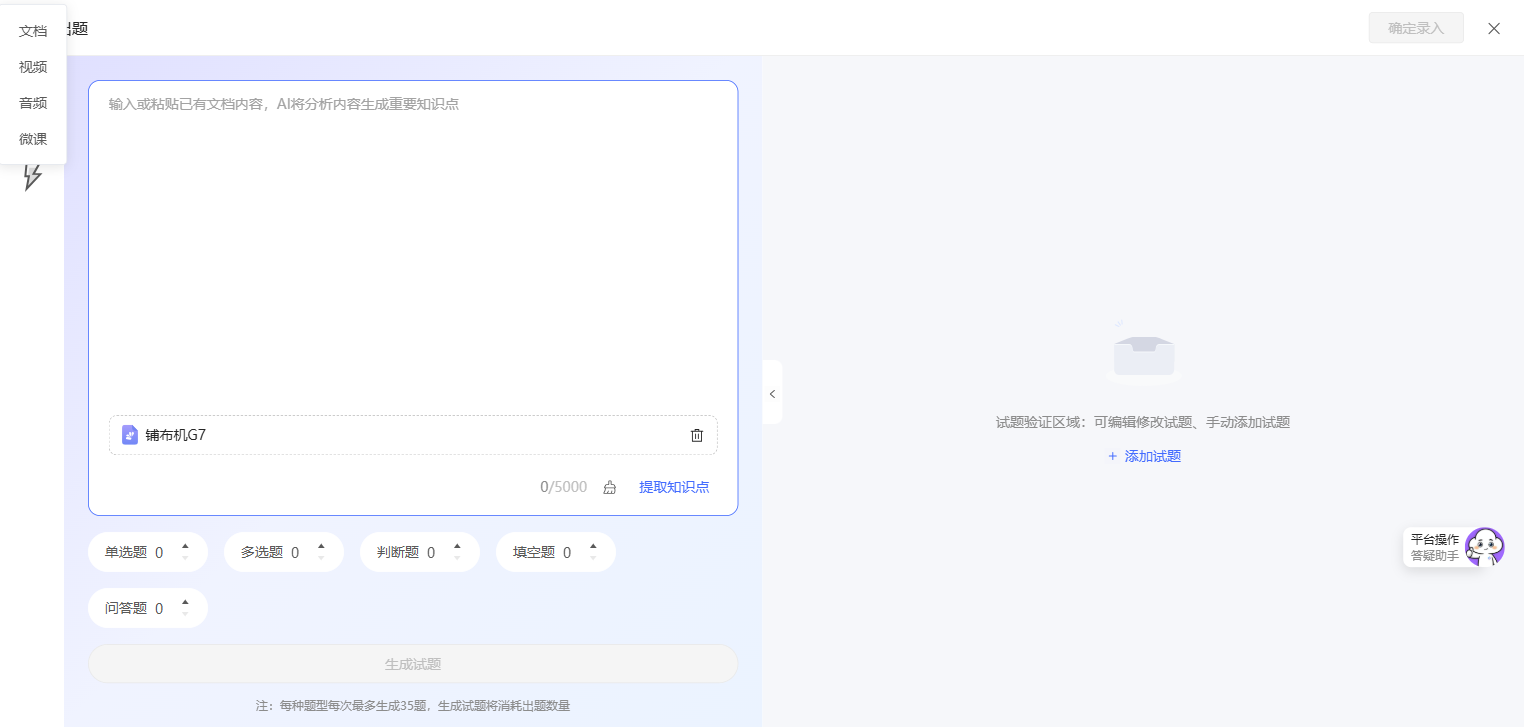 文档
出题
确定录入
视频
音频
微课
输入或粘贴已有文档内容，AI将分析内容生成重要知识点
铺布机G7
0/5000
提取知识点
单选题 0
多选题 0
判断题 0
填空题 0
问答题 0
生成试题
注：每种题型每次最多生成35题，生成试题将消耗出题数量
试题验证区域：可编辑修改试题、手动添加试题
+ 添加试题
平台操作
答疑助手